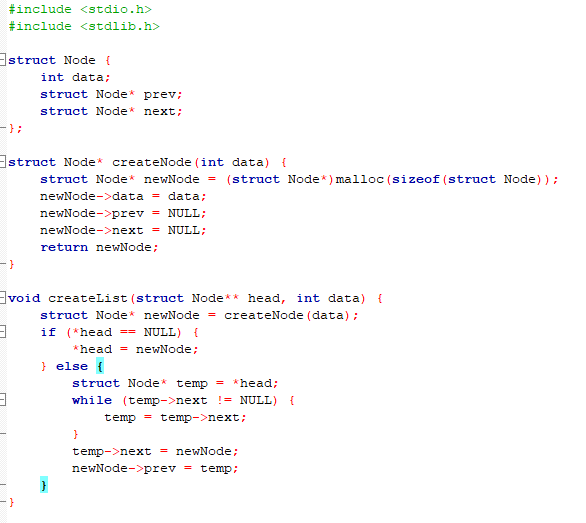 #include <stdio.h>
#include <stdlib.h>

struct Node {
    int data;
    struct Node* prev;
    struct Node* next;
};

struct Node* createNode(int data) {
    struct Node* newNode = (struct Node*)malloc(sizeof(struct Node));
    newNode->data = data;
    newNode->prev = NULL;
    newNode->next = NULL;
    return newNode;
}

void createList(struct Node** head, int data) {
    struct Node* newNode = createNode(data);
    if (*head == NULL) {
        *head = newNode;
    } else {
        struct Node* temp = *head;
        while (temp->next != NULL) {
            temp = temp->next;
        }
        temp->next = newNode;
        newNode->prev = temp;
    }
}